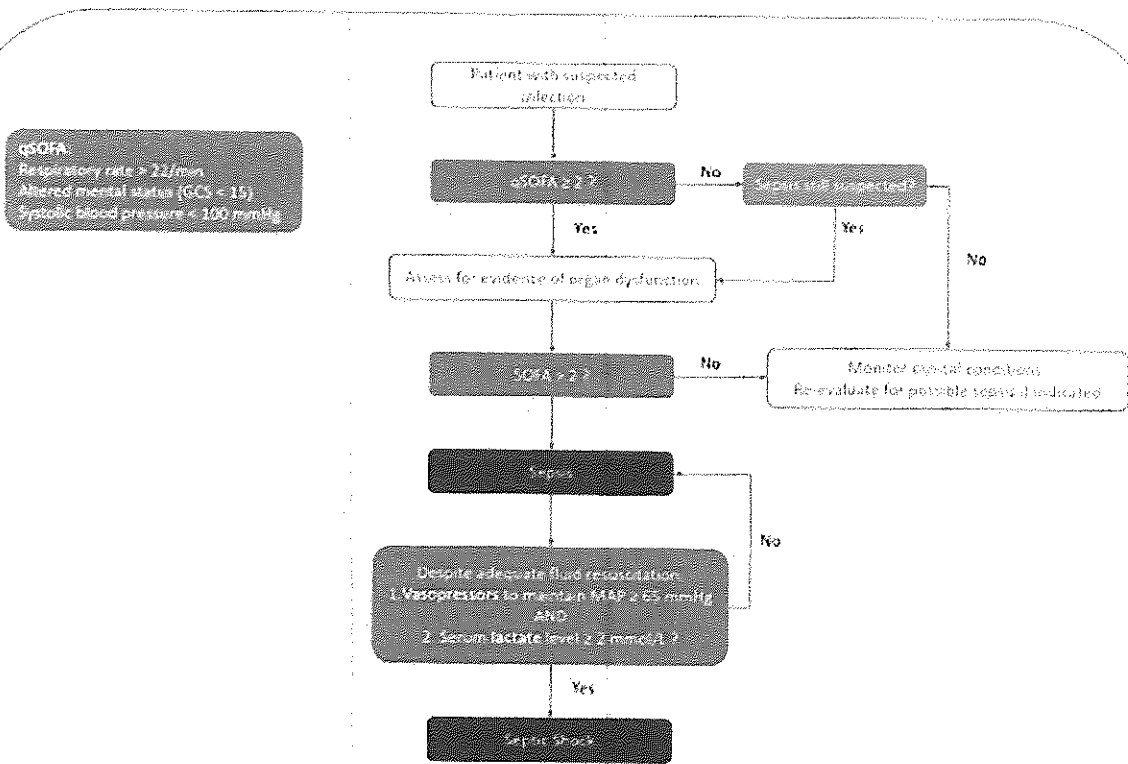 Patient with suspected
infection
qSOFA
Respiratory rate > 22/min
Altered mental status (GCS < 15)
Systolic blood pressure < 100 mmHg
qSOFA ≥ 2 ?
No
Sepsis still suspected?
Yes
Yes
No
Assess for evidence of organ dysfunction
SOFA ≥ 2 ?
No
Monitor clinical conditions
Re-evaluate for possible sepsis if indicated
Sepsis
No
Despite adequate fluid resuscitation
1 Vasopressors to maintain MAP ≥ 65 mmHg
AND
2 Serum lactate level ≥ 2 mmol/L ?
Yes
Septic Shock